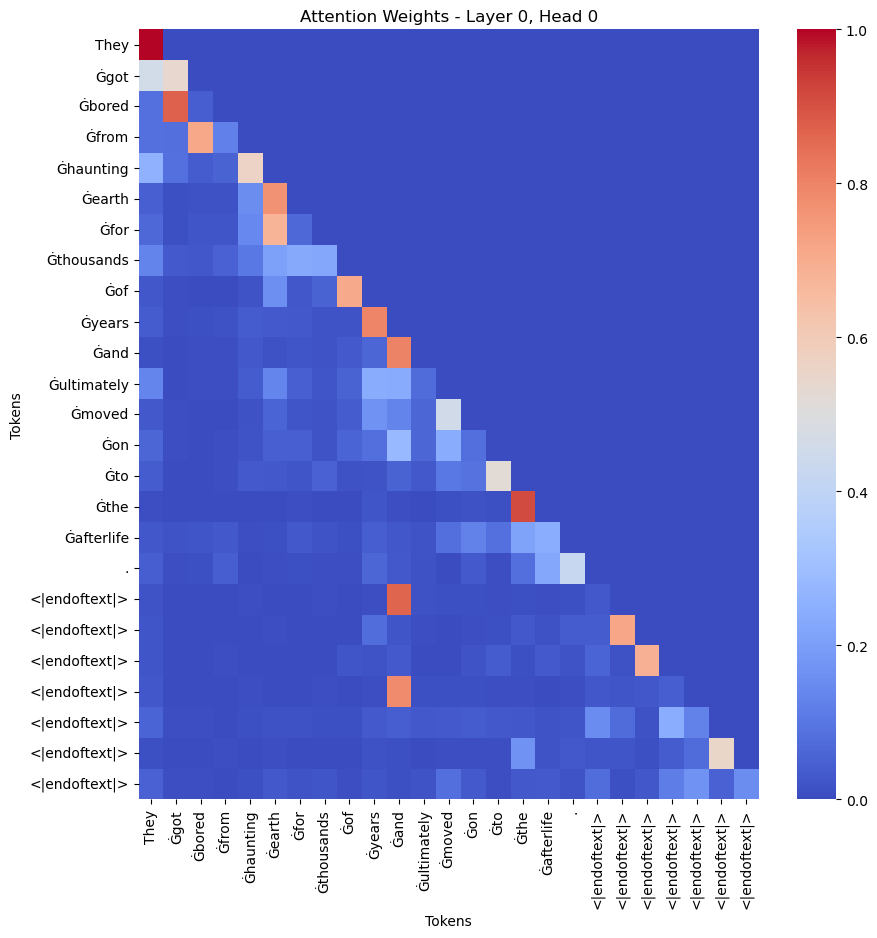 Attention Weights - Layer 0, Head 0
They
Ġgot
Ġbored
Ġfrom
Ġhaunting
Ġearth
Ġfor
Ġthousands
Ġof
Ġyears
Ġand
Ġultimately
Ġmoved
Ġon
Ġto
Ġthe
Ġafterlife
.
<|endoftext|>
<|endoftext|>
<|endoftext|>
<|endoftext|>
<|endoftext|>
<|endoftext|>
<|endoftext|>
Tokens
They
Ġgot
Ġbored
Ġfrom
Ġhaunting
Ġearth
Ġfor
Ġthousands
Ġof
Ġyears
Ġand
Ġultimately
Ġmoved
Ġon
Ġto
Ġthe
Ġafterlife
.
<|endoftext|>
<|endoftext|>
<|endoftext|>
<|endoftext|>
<|endoftext|>
<|endoftext|>
<|endoftext|>
Tokens
1.0
0.8
0.6
0.4
0.2
0.0